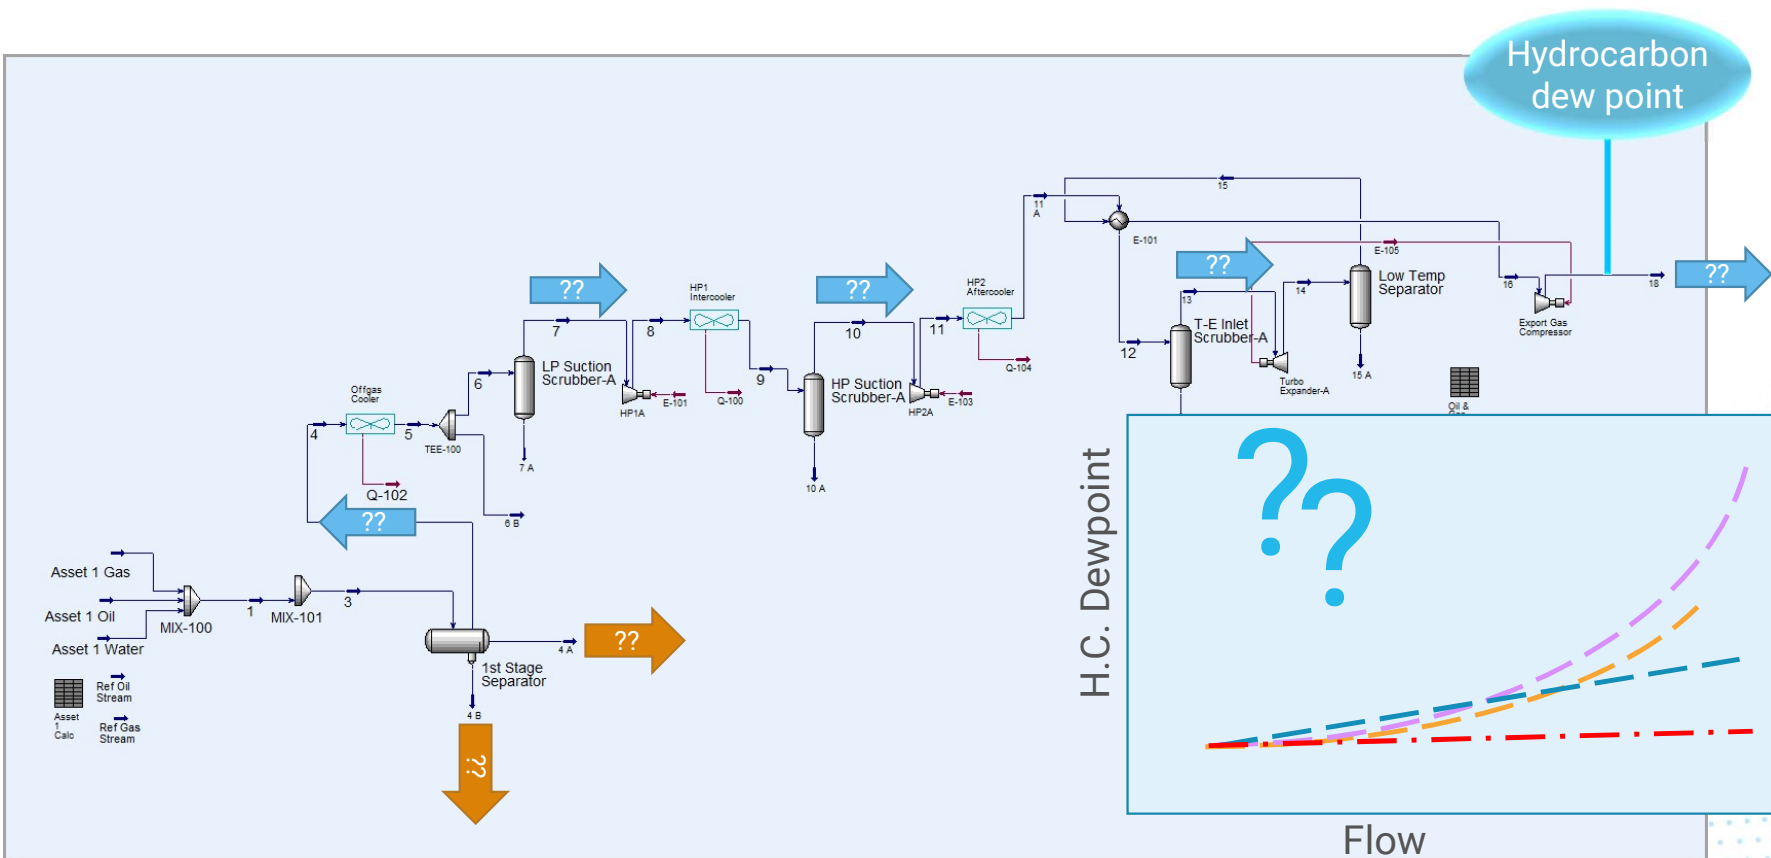 Hydrocarbon
dew point
15
11
A
E-101
E-105
??
??
??
??
HP1
Intercooler
HP2
Aftercooler
13
14
Low Temp
Separator
16
18
Export Gas
Compressor
7
8
10
11
12
T-E Inlet
Scrubber-A
Turbo
Expander-A
15 A
Q-104
6
LP Suction
Scrubber-A
9
HP Suction
Scrubber-A
HP1A
E-101
Q-100
HP2A
E-103
Offgas
Cooler
4
5
TEE-100
7 A
10 A
Oil &
Q-102
??
6 B
Asset 1 Gas
Asset 1 Oil
Asset 1 Water
MIX-100
1
MIX-101
3
4 A
??
1st Stage
Separator
4 B
??
Asset
1
Calc
Ref Oil
Stream
Ref Gas
Stream
??
H.C. Dewpoint
Flow